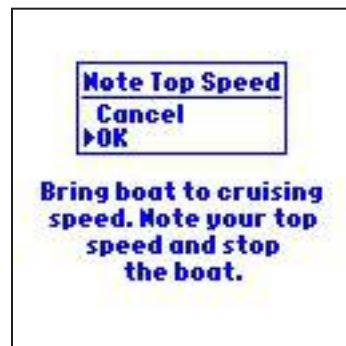 Note Top Speed
Cancel
▶OK
Bring boat to cruising
speed. Note your top
speed and stop
the boat.